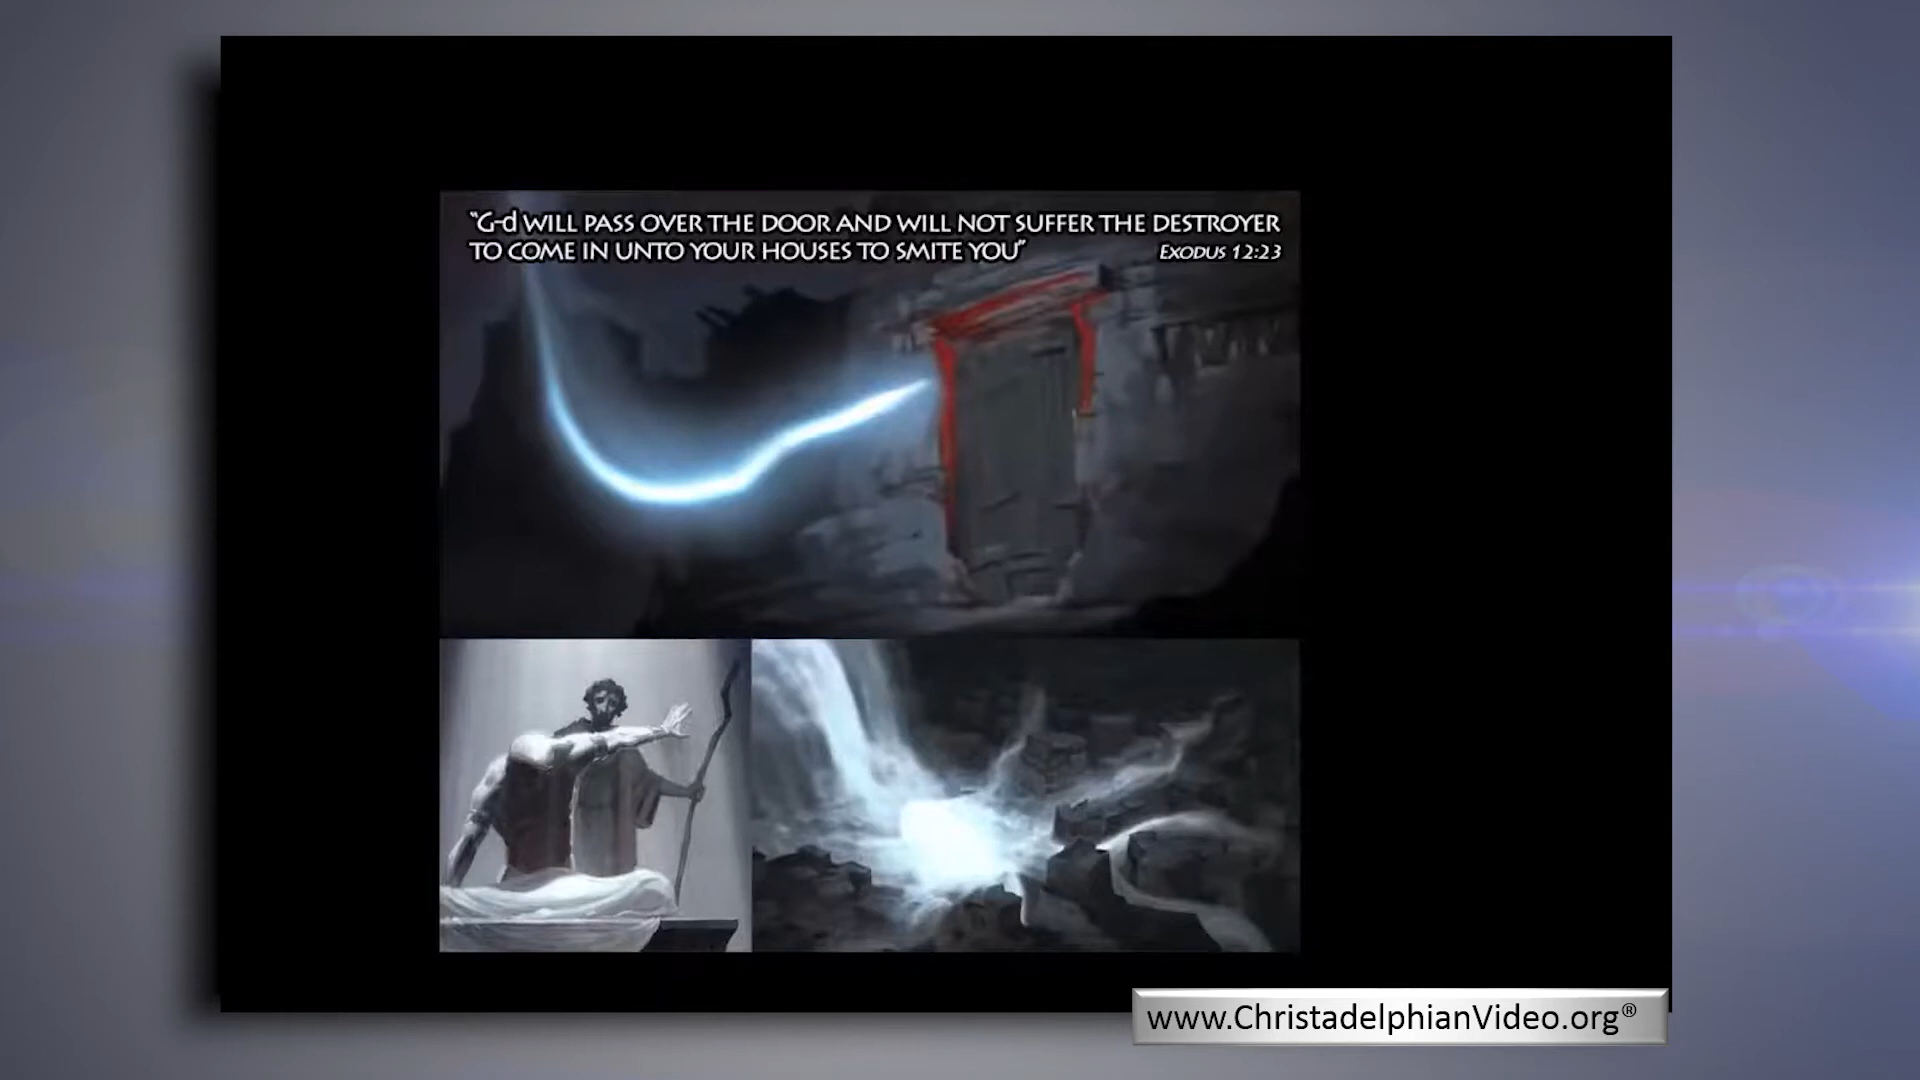 “G-d WILL PASS OVER THE DOOR AND WILL NOT SUFFER THE DESTROYER
TO COME IN UNTO YOUR HOUSES TO SMITE YOU”
EXODUS 12:23
www.ChristadelphianVideo.org®